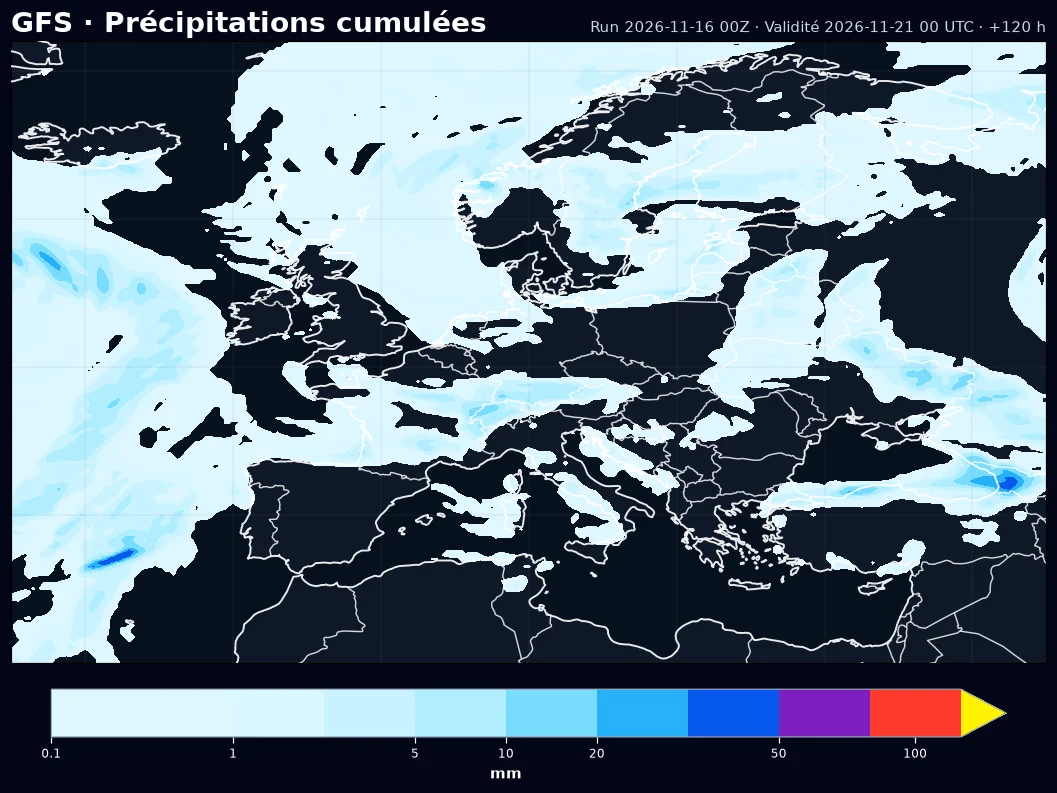 GFS · Précipitations cumulées
Run 2026-11-16 00Z · Validité 2026-11-21 00 UTC · +120 h
0.1 1 5 10 20 50 100
mm